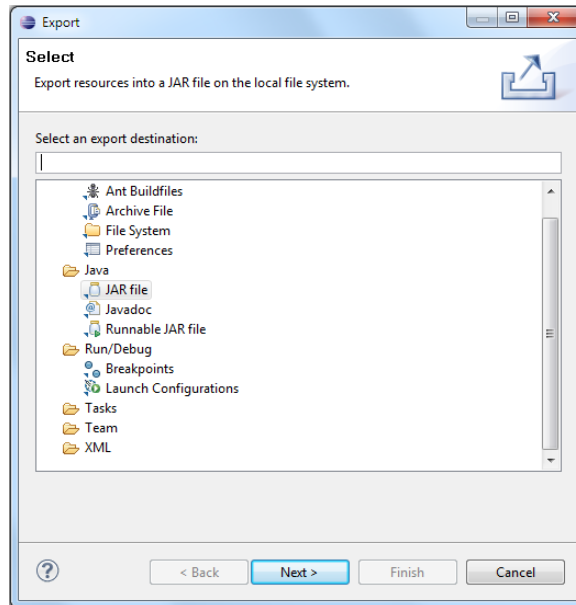 Export
Select
Export resources into a JAR file on the local file system.
Select an export destination:
Ant Buildfiles
Archive File
File System
Preferences
Java
JAR file
Javadoc
Runnable JAR file
Run/Debug
Breakpoints
Launch Configurations
Tasks
Team
XML
? < Back Next > Finish Cancel